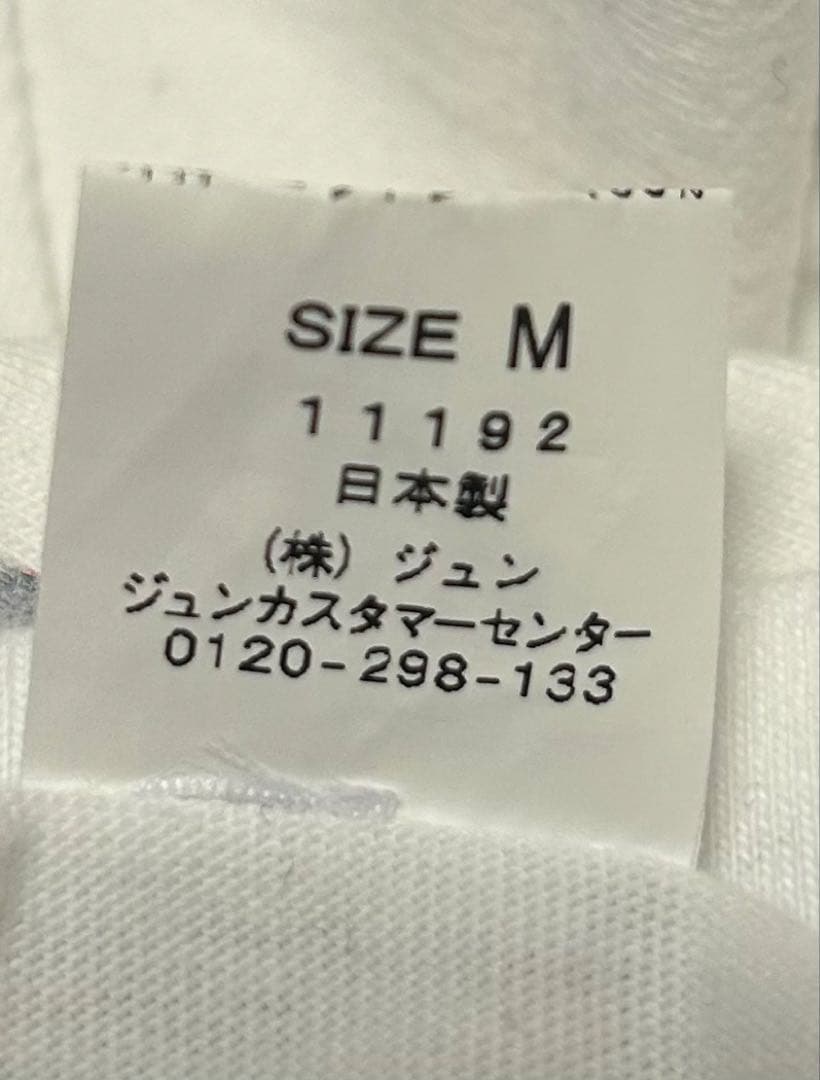 SIZE M
11192
日本製
(株) ジュン
ジュンカスタマーセンター
0120-298-133